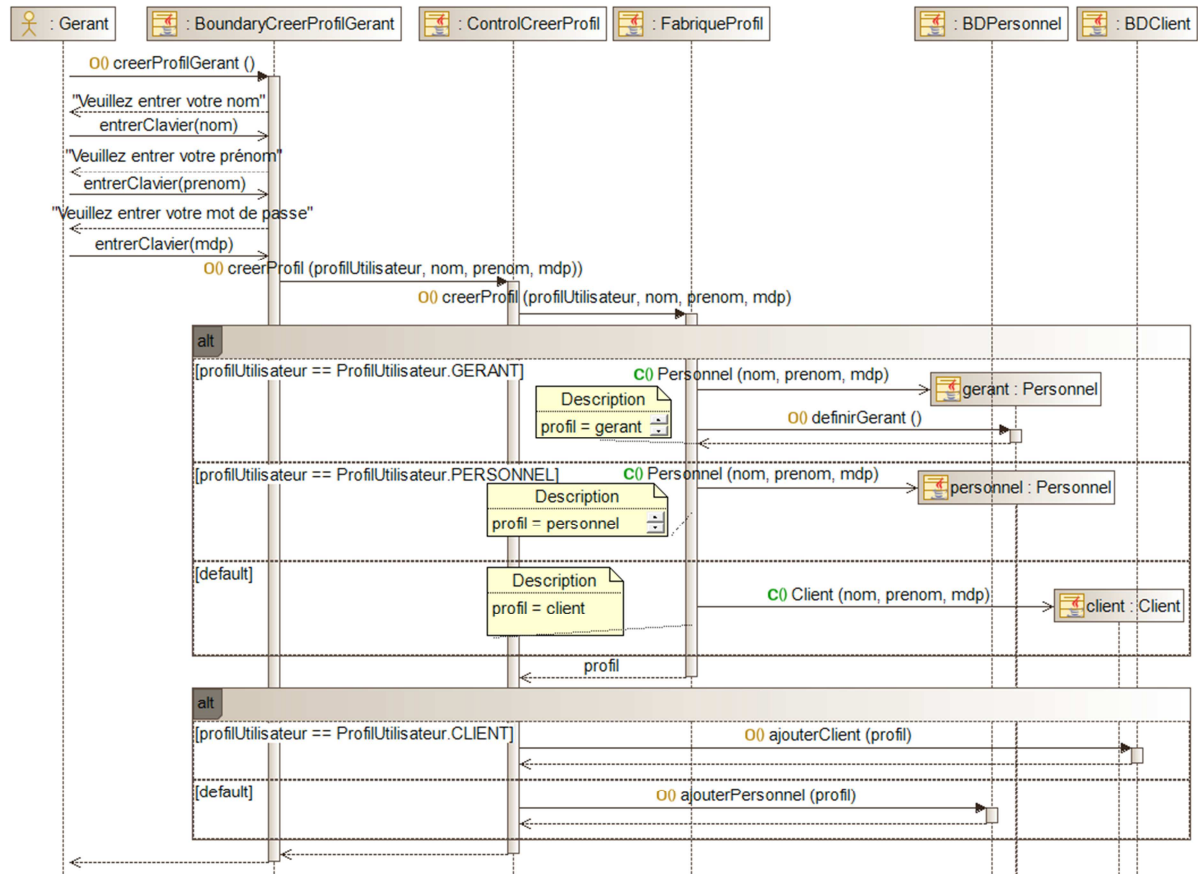 : Gerant
: BoundaryCreerProfilGerant
: ControlCreerProfil
: FabriqueProfil
: BDPersonnel
: BDClient
O() creerProfilGerant ()
"Veuillez entrer votre nom"
entrerClavier(nom)
"Veuillez entrer votre prénom"
entrerClavier(prenom)
"Veuillez entrer votre mot de passe"
entrerClavier(mdp)
O() creerProfil (profilUtilisateur, nom, prenom, mdp))
O() creerProfil (profilUtilisateur, nom, prenom, mdp)
alt
[profilUtilisateur == ProfilUtilisateur.GERANT]
C() Personnel (nom, prenom, mdp)
gerant : Personnel
Description
profil = gerant
O() definirGerant ()
[profilUtilisateur == ProfilUtilisateur.PERSONNEL]
C() Personnel (nom, prenom, mdp)
personnel : Personnel
Description
profil = personnel
[default]
Description
profil = client
C() Client (nom, prenom, mdp)
client : Client
profil
alt
[profilUtilisateur == ProfilUtilisateur.CLIENT]
O() ajouterClient (profil)
[default]
O() ajouterPersonnel (profil)